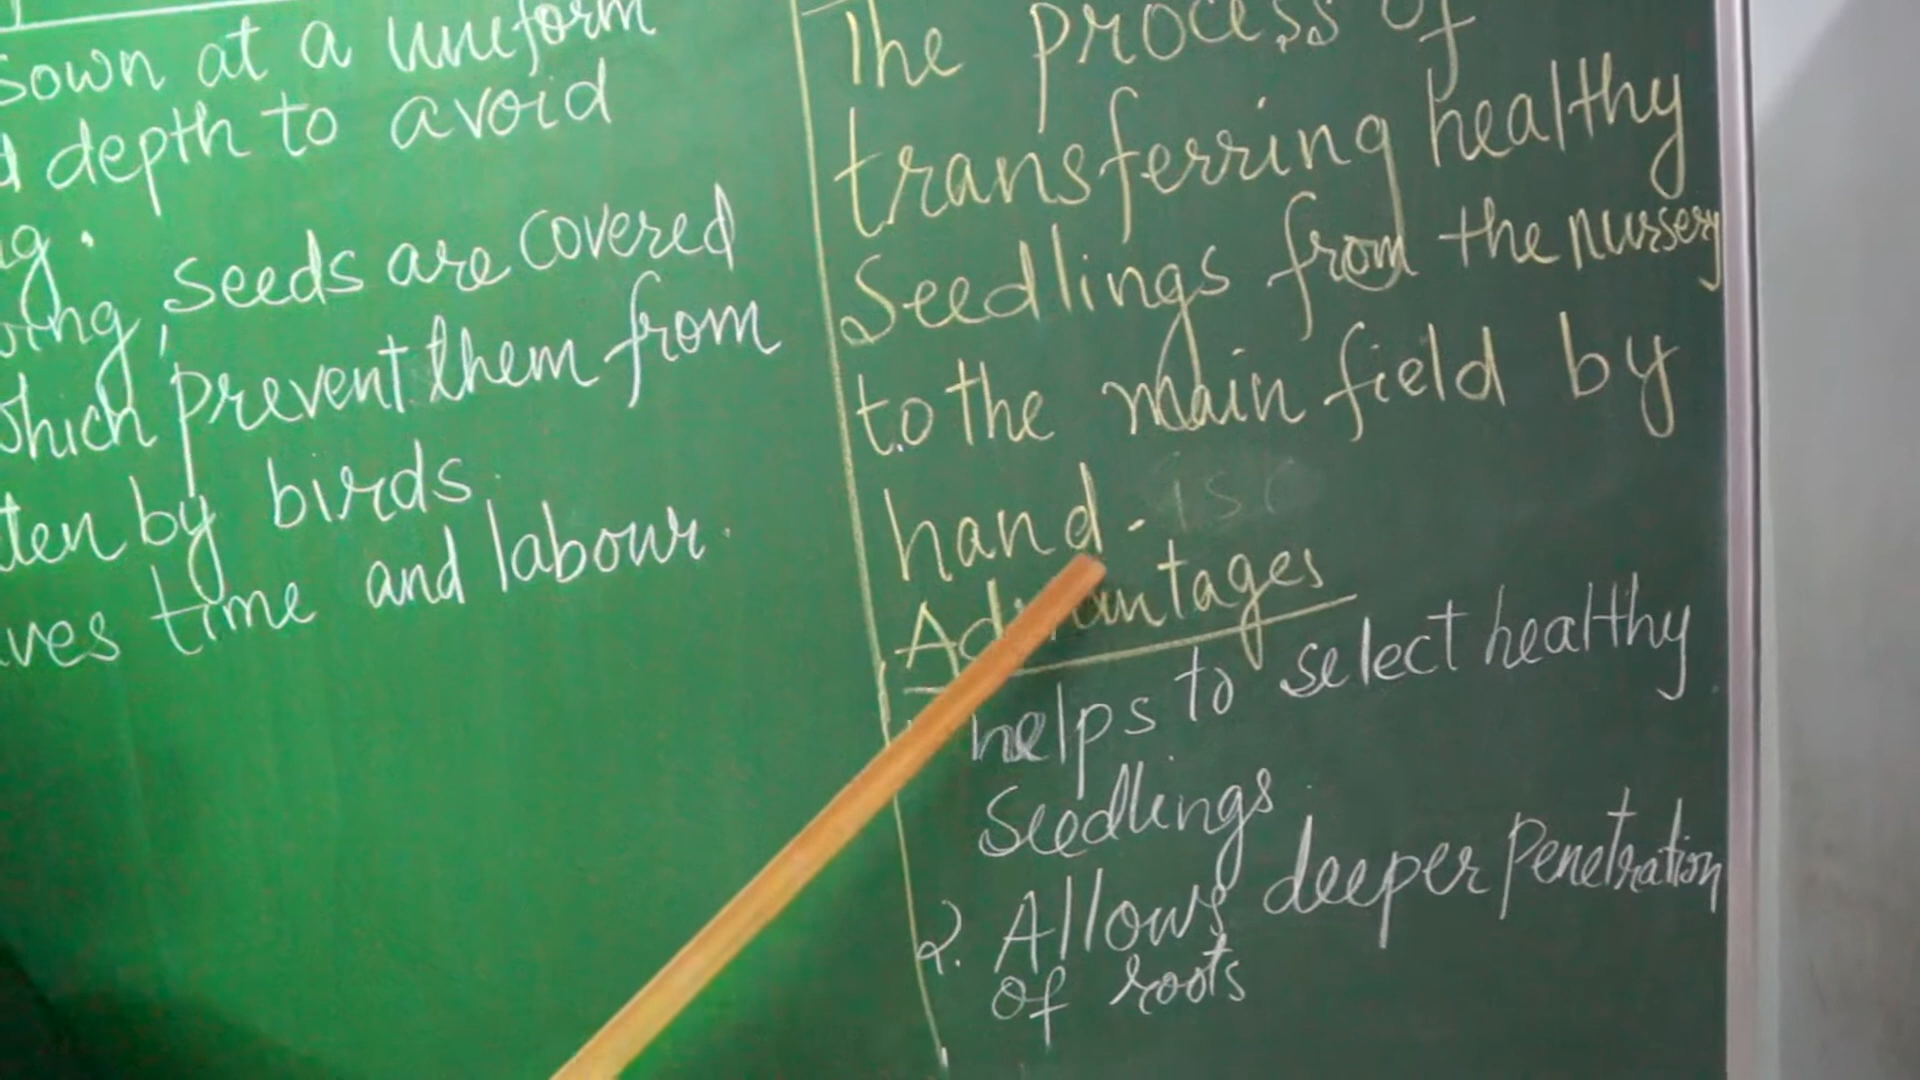 sown at a uniform
depth to avoid
seeds are covered
which prevent them from
by birds.
time and labour.
The process of
transferring healthy
Seedlings from the nursery
to the main field by
hand.
Advantages
helps to select healthy
Seedlings.
2. Allows deeper penetration
of roots